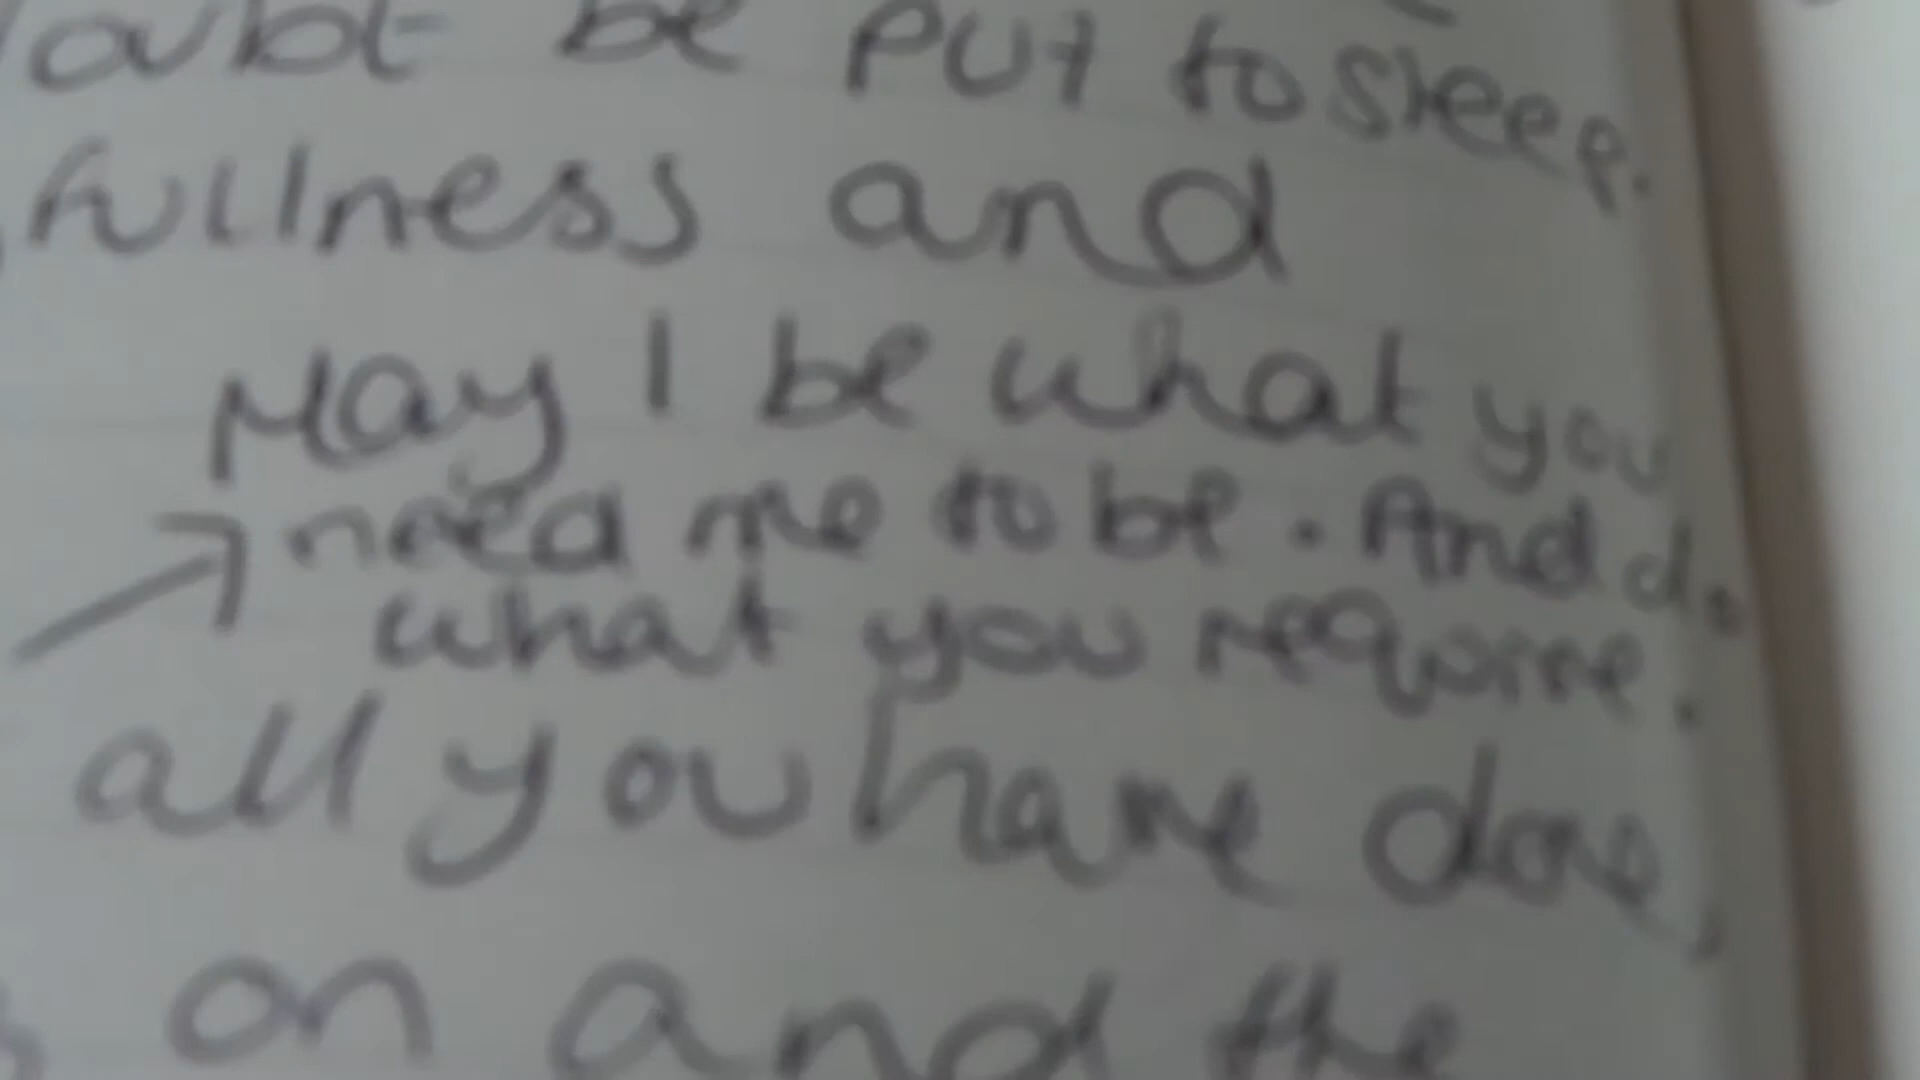 oubt be put to sleep.
fullness and
May I be what you
need me to be. And do
what you require.
all you have done,
on and the